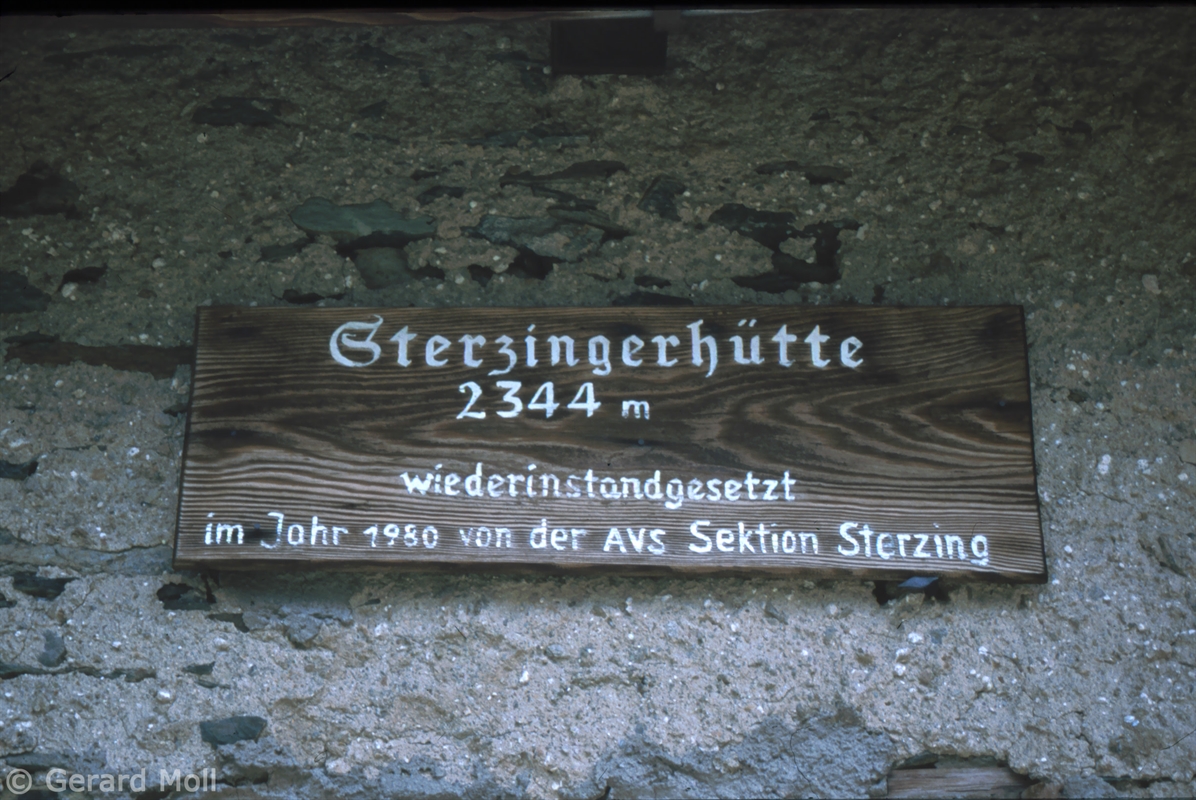 Sterzingerhütte
2344 m
wiederinstandgesetzt
im Jahr 1980 von der AVS Sektion Sterzing
© Gerard Moll